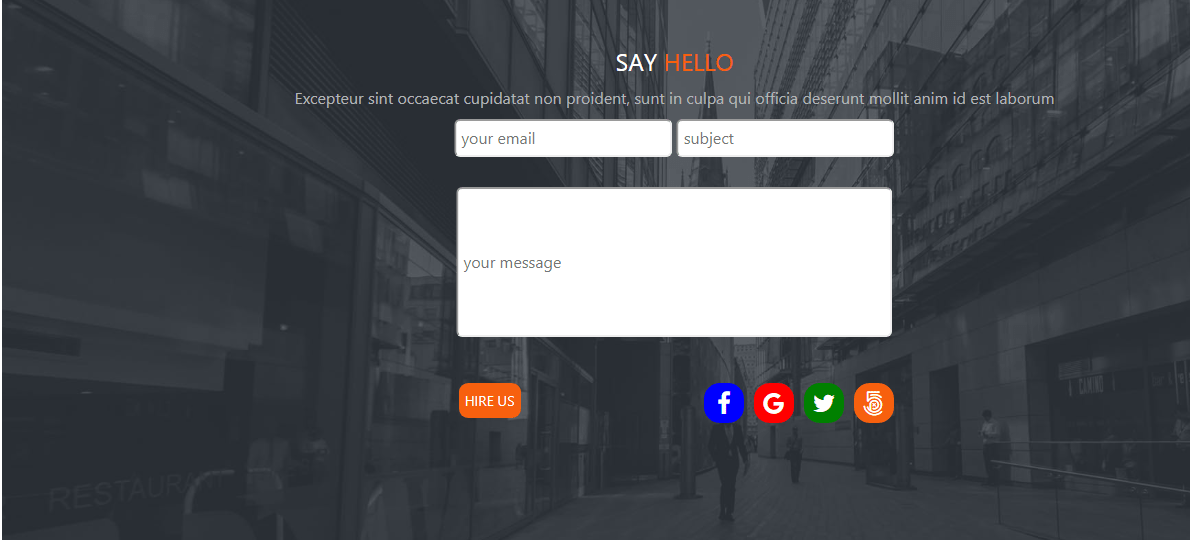 SAY HELLO
Excepteur sint occaecat cupidatat non proident, sunt in culpa qui officia deserunt mollit anim id est laborum
your email subject
your message
HIRE US
RESTAURANT